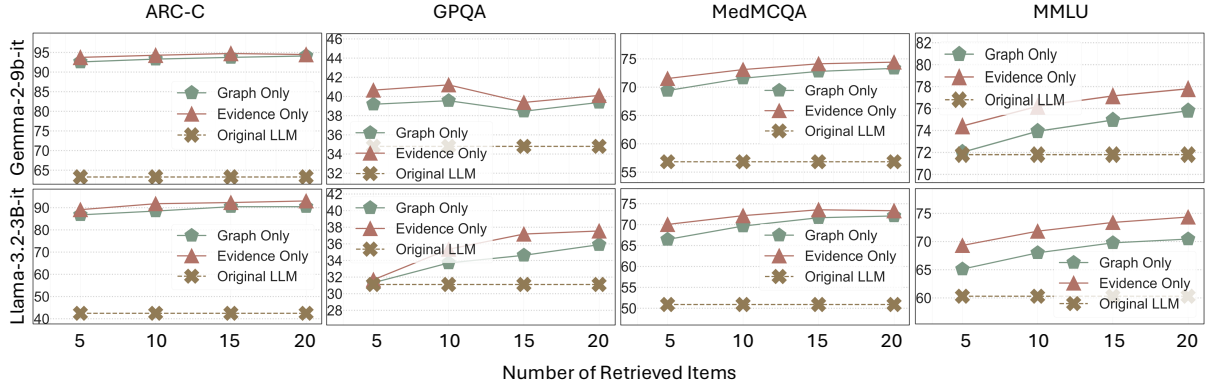 ARC-C
GPQA
MedMCQA
MMLU
Gemma-2-9b-it
95
90
85
80
75
70
65
Graph Only
Evidence Only
Original LLM
46
44
42
40
38
36
34
32
Graph Only
Evidence Only
Original LLM
75
70
65
60
55
Graph Only
Evidence Only
Original LLM
82
80
78
76
74
72
70
Graph Only
Evidence Only
Original LLM
Llama-3.2-3B-it
90
80
70
60
50
40
Graph Only
Evidence Only
Original LLM
42
40
38
36
34
32
30
28
Graph Only
Evidence Only
Original LLM
75
70
65
60
55
50
Graph Only
Evidence Only
Original LLM
75
70
65
60
Graph Only
Evidence Only
Original LLM
5 10 15 20
5 10 15 20
5 10 15 20
5 10 15 20
Number of Retrieved Items